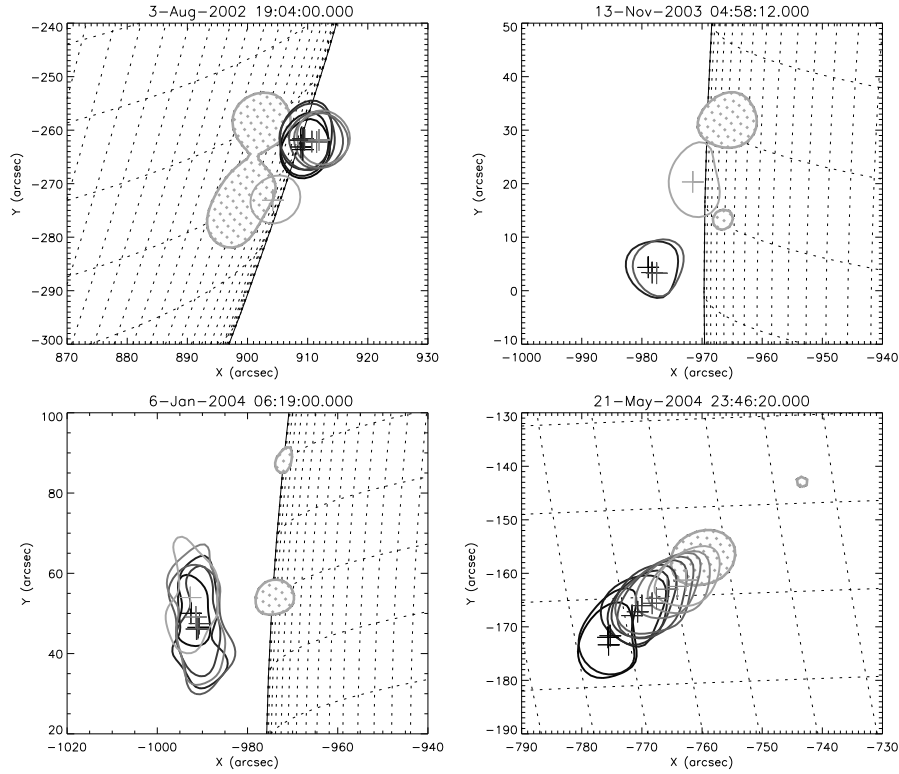 3-Aug-2002 19:04:00.000
13-Nov-2003 04:58:12.000
-240
-250
-260
-270
-280
-290
-300
Y (arcsec)
870 880 890 900 910 920 930
X (arcsec)
50
40
30
20
10
0
-10
Y (arcsec)
-1000 -990 -980 -970 -960 -950 -940
X (arcsec)
6-Jan-2004 06:19:00.000
21-May-2004 23:46:20.000
100
80
60
40
20
Y (arcsec)
-1020 -1000 -980 -960 -940
X (arcsec)
-130
-140
-150
-160
-170
-180
-190
Y (arcsec)
-790 -780 -770 -760 -750 -740 -730
X (arcsec)